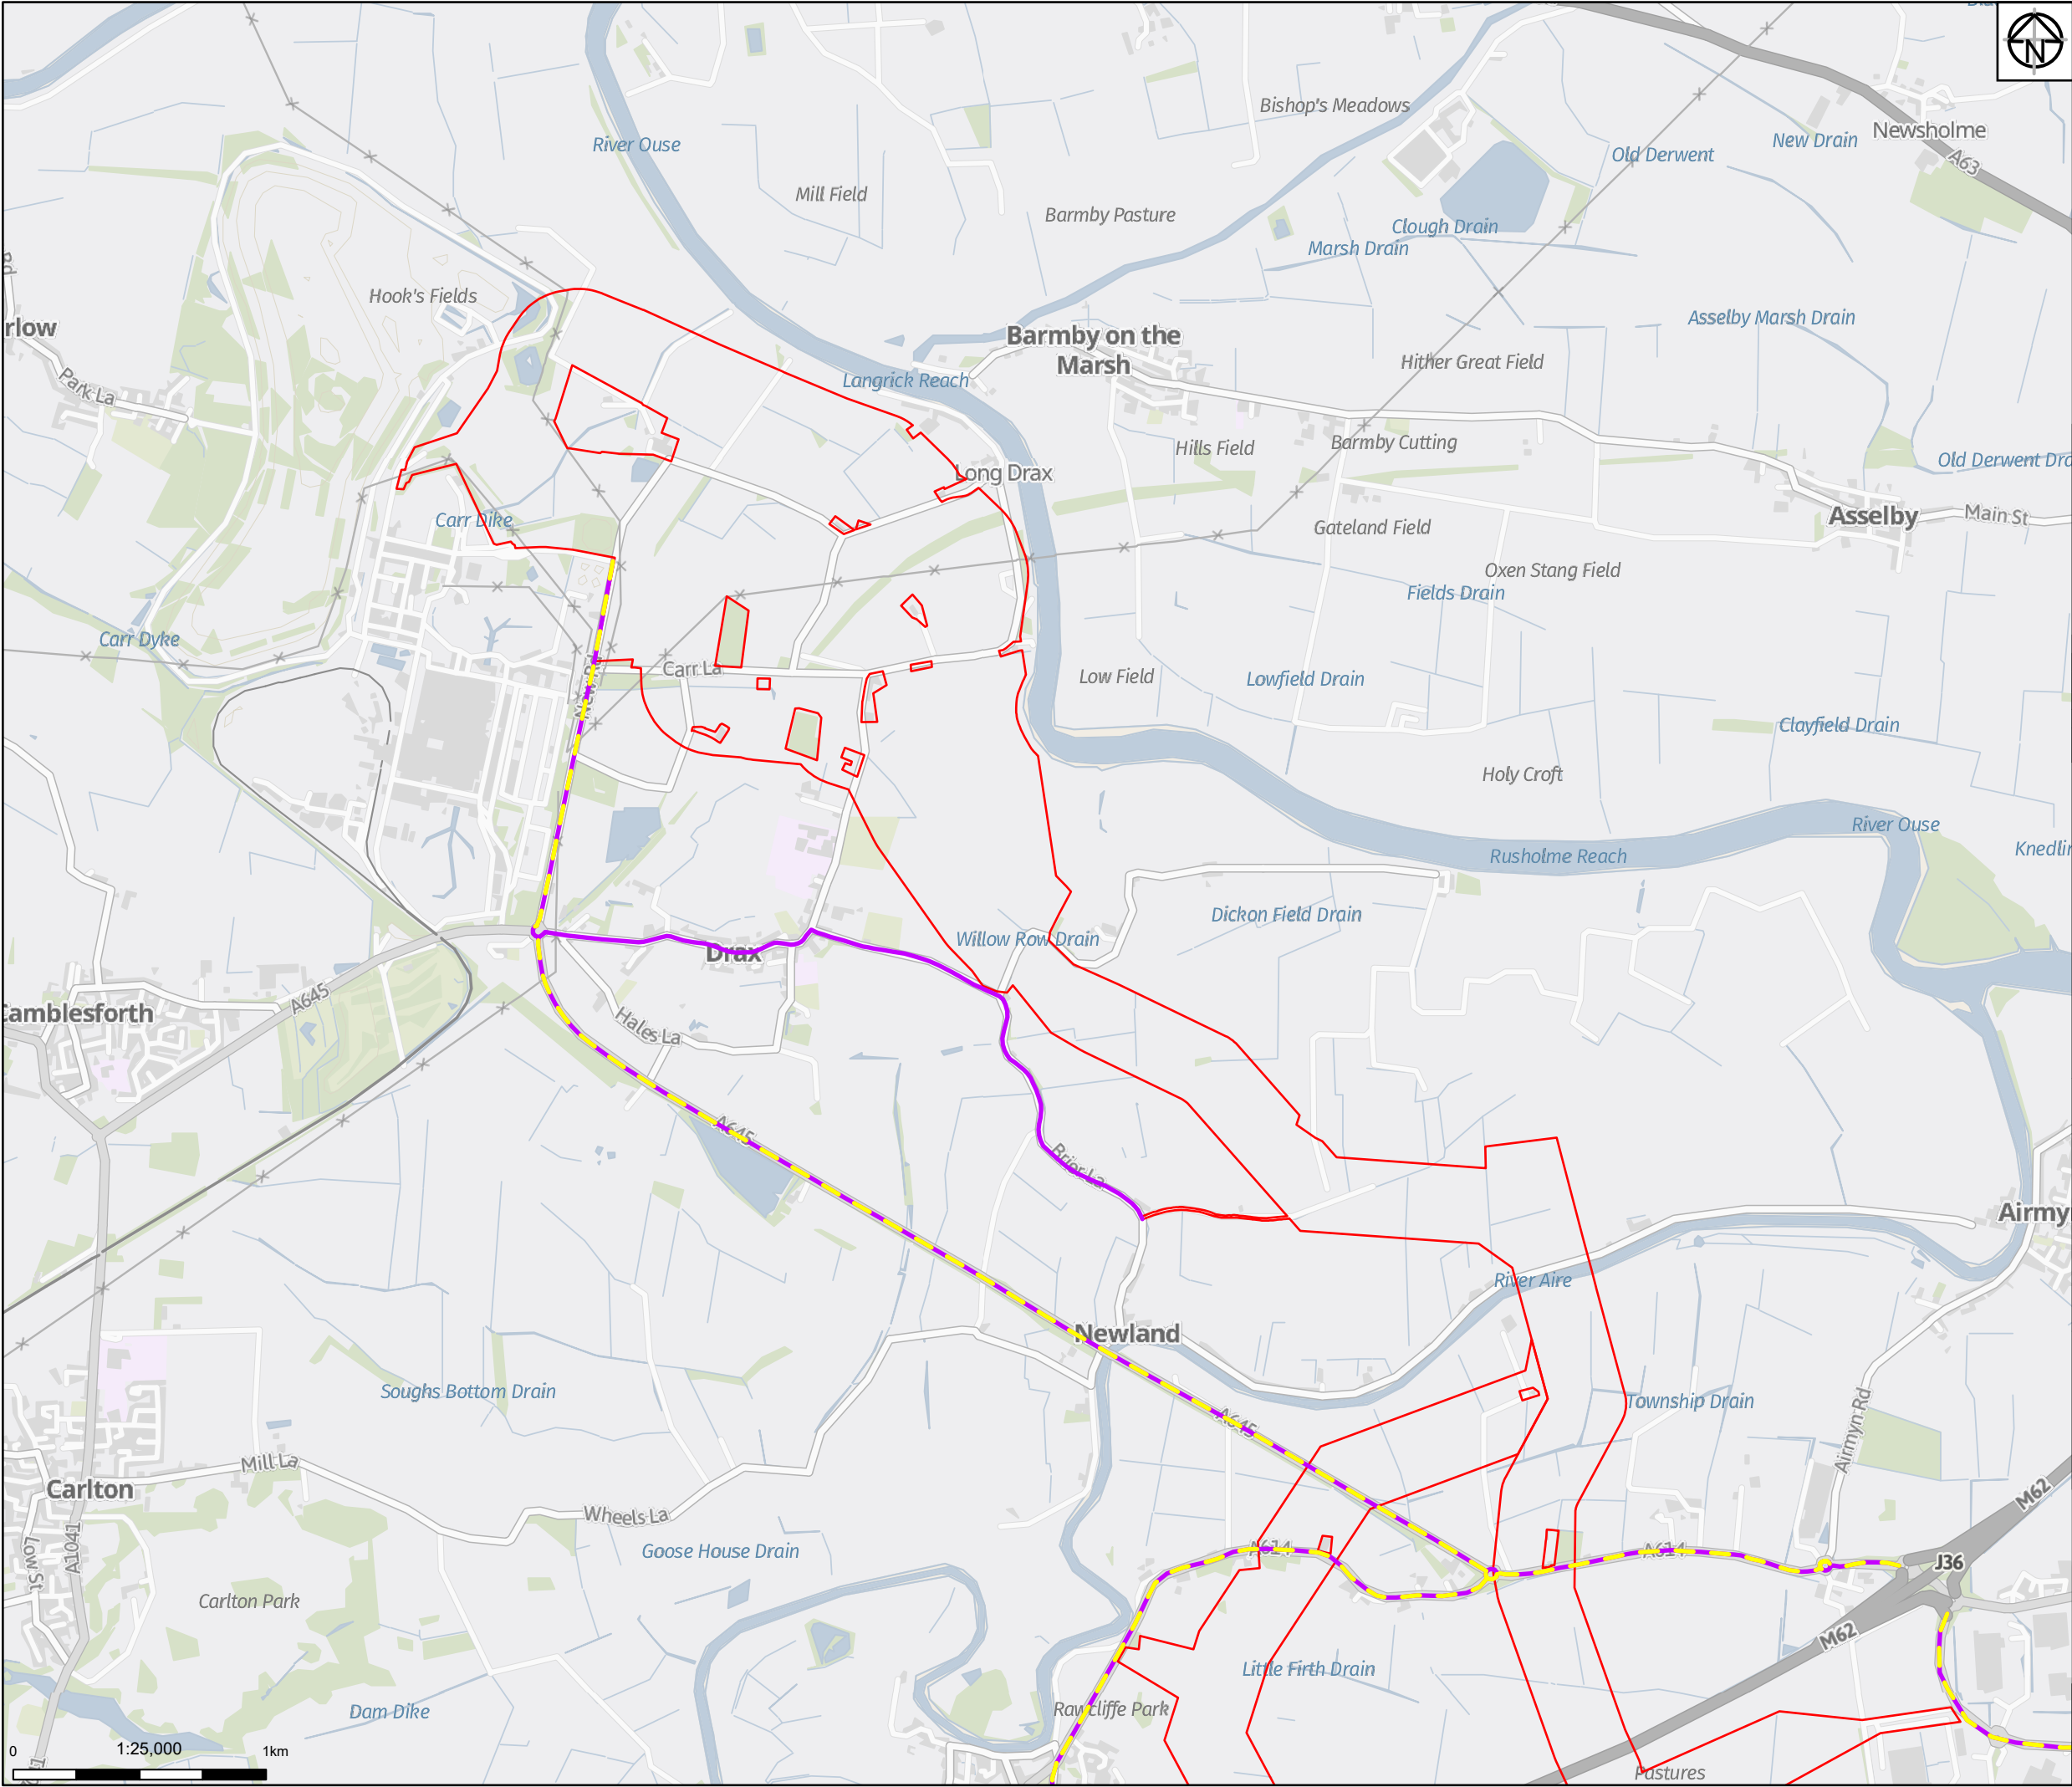 N
Bishop's Meadows
Newsholme
River Ouse
New Drain
Old Derwent
A63
Mill Field
Barmby Pasture
Clough Drain
Marsh Drain
Hook's Fields
Asselby Marsh Drain
rlow
Barmby on the
Marsh
Hither Great Field
Park La
Langrick Reach
Hills Field
Barmby Cutting
Long Drax
Old Derwent Dra
Carr Dike
Gateland Field
Asselby
Main St
Oxen Stang Field
Fields Drain
Carr Dyke
Carr La
Low Field
Lowfield Drain
Clayfield Drain
Holy Croft
River Ouse
Rusholme Reach
Knedlin
Dickon Field Drain
Willow Row Drain
Drax
A645
Camblesforth
Hales La
A645
Brier La
Airmy
River Aire
Newland
Soughs Bottom Drain
Township Drain
A645
Airmyn Rd
Mill La
Carlton
M62
Wheels La
A1041
Low St
Goose House Drain
A614
A614
J36
Carlton Park
M62
Little Firth Drain
Rawcliffe Park
Dam Dike
0
1:25,000
1km
Pastures